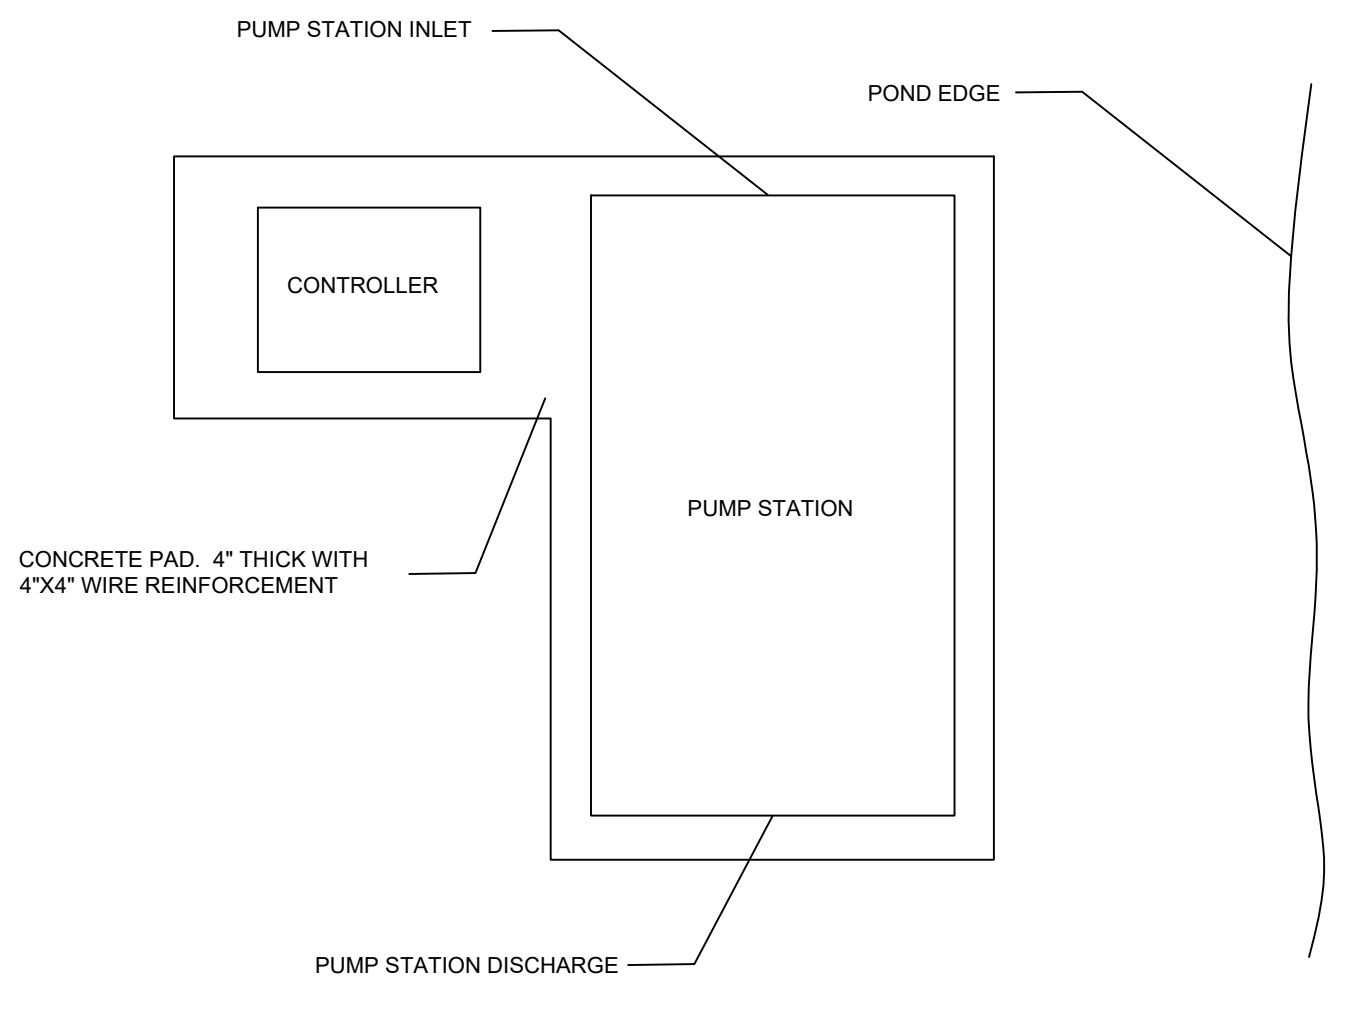 PUMP STATION INLET
POND EDGE
CONTROLLER
PUMP STATION
CONCRETE PAD.  4" THICK WITH
4"X4" WIRE REINFORCEMENT
PUMP STATION DISCHARGE